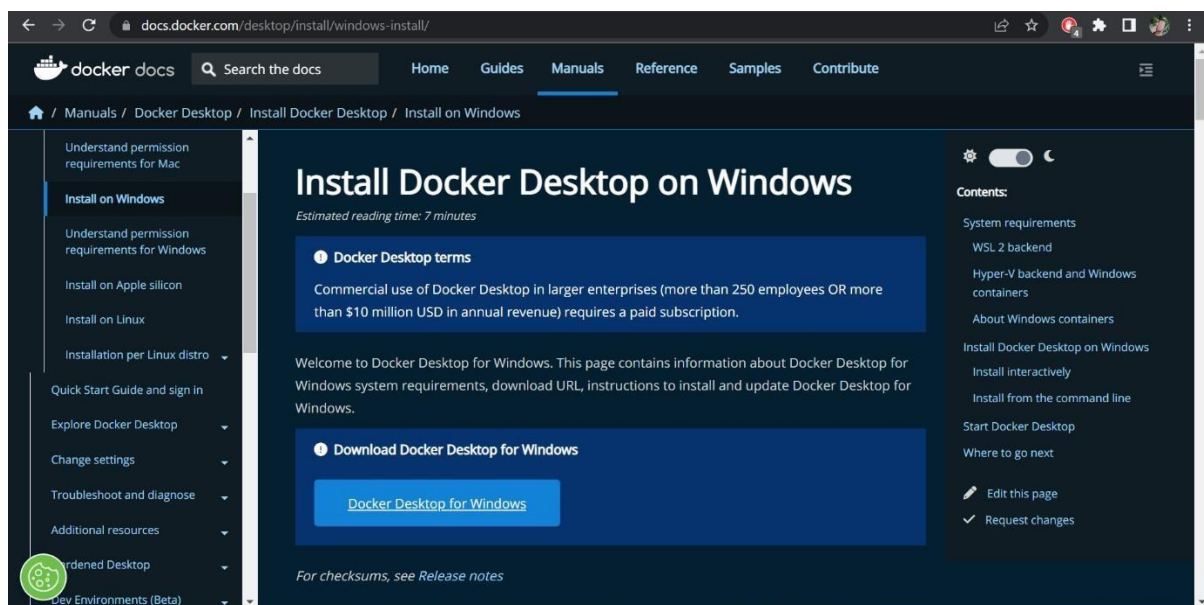 docs.docker.com/desktop/install/windows-install/
4
docker docs
Search the docs
Home
Guides
Manuals
Reference
Samples
Contribute
/ Manuals / Docker Desktop / Install Docker Desktop / Install on Windows
Understand permission
requirements for Mac
Install on Windows
Understand permission
requirements for Windows
Install on Apple silicon
Install on Linux
Installation per Linux distro
Quick Start Guide and sign in
Explore Docker Desktop
Change settings
Troubleshoot and diagnose
Additional resources
rdened Desktop
Dev Environments (Beta)
Install Docker Desktop on Windows
Estimated reading time: 7 minutes
Docker Desktop terms
Commercial use of Docker Desktop in larger enterprises (more than 250 employees OR more
than $10 million USD in annual revenue) requires a paid subscription.
Welcome to Docker Desktop for Windows. This page contains information about Docker Desktop for
Windows system requirements, download URL, instructions to install and update Docker Desktop for
Windows.
Download Docker Desktop for Windows
Docker Desktop for Windows
For checksums, see Release notes
Contents:
System requirements
WSL 2 backend
Hyper-V backend and Windows
containers
About Windows containers
Install Docker Desktop on Windows
Install interactively
Install from the command line
Start Docker Desktop
Where to go next
Edit this page
Request changes